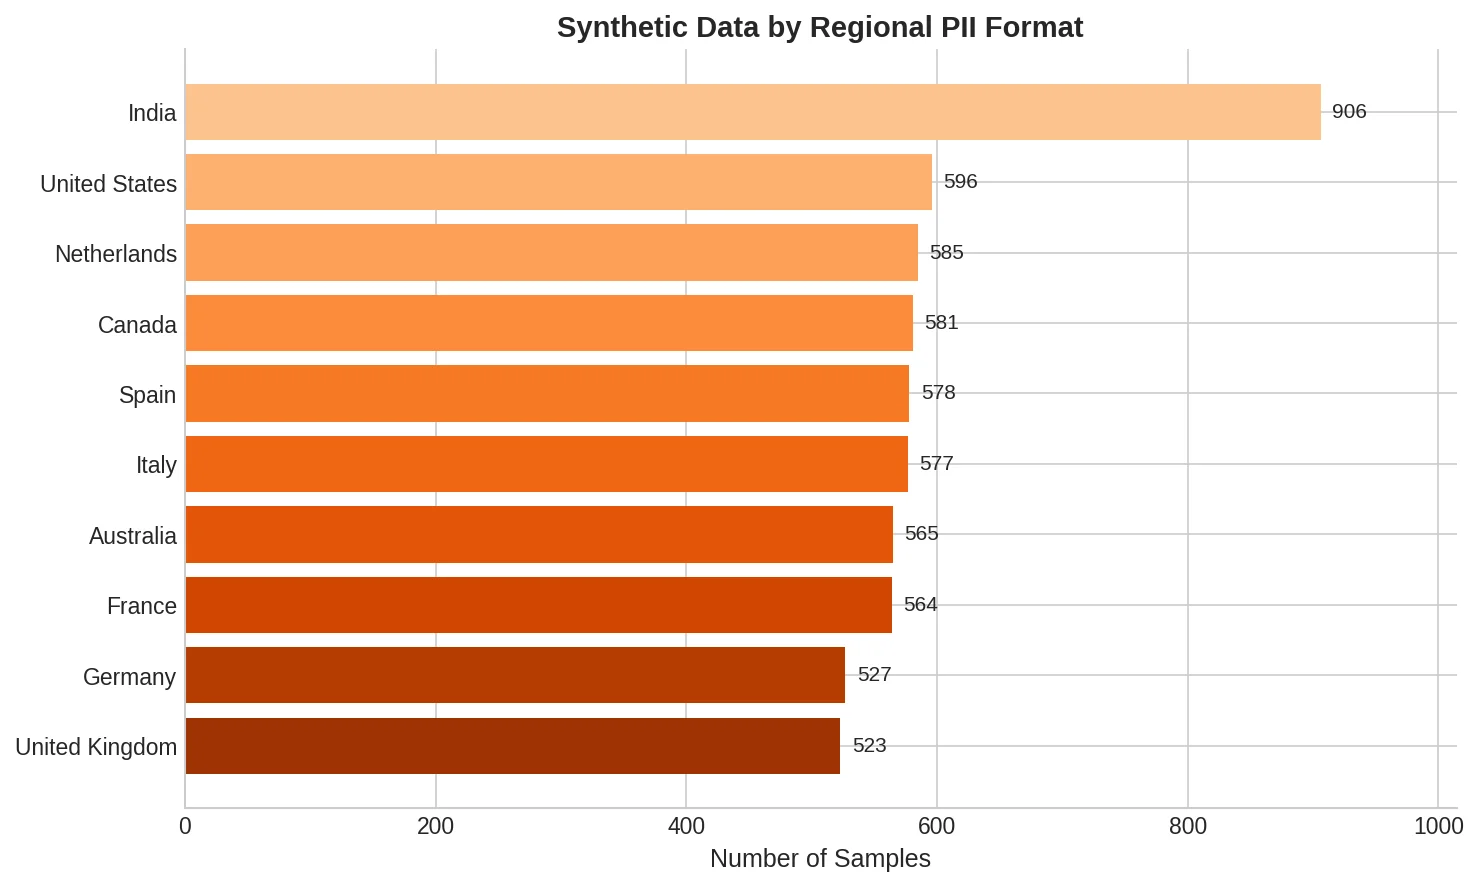 Synthetic Data by Regional PII Format
India 906
United States 596
Netherlands 585
Canada 581
Spain 578
Italy 577
Australia 565
France 564
Germany 527
United Kingdom 523
0 200 400 600 800 1000
Number of Samples